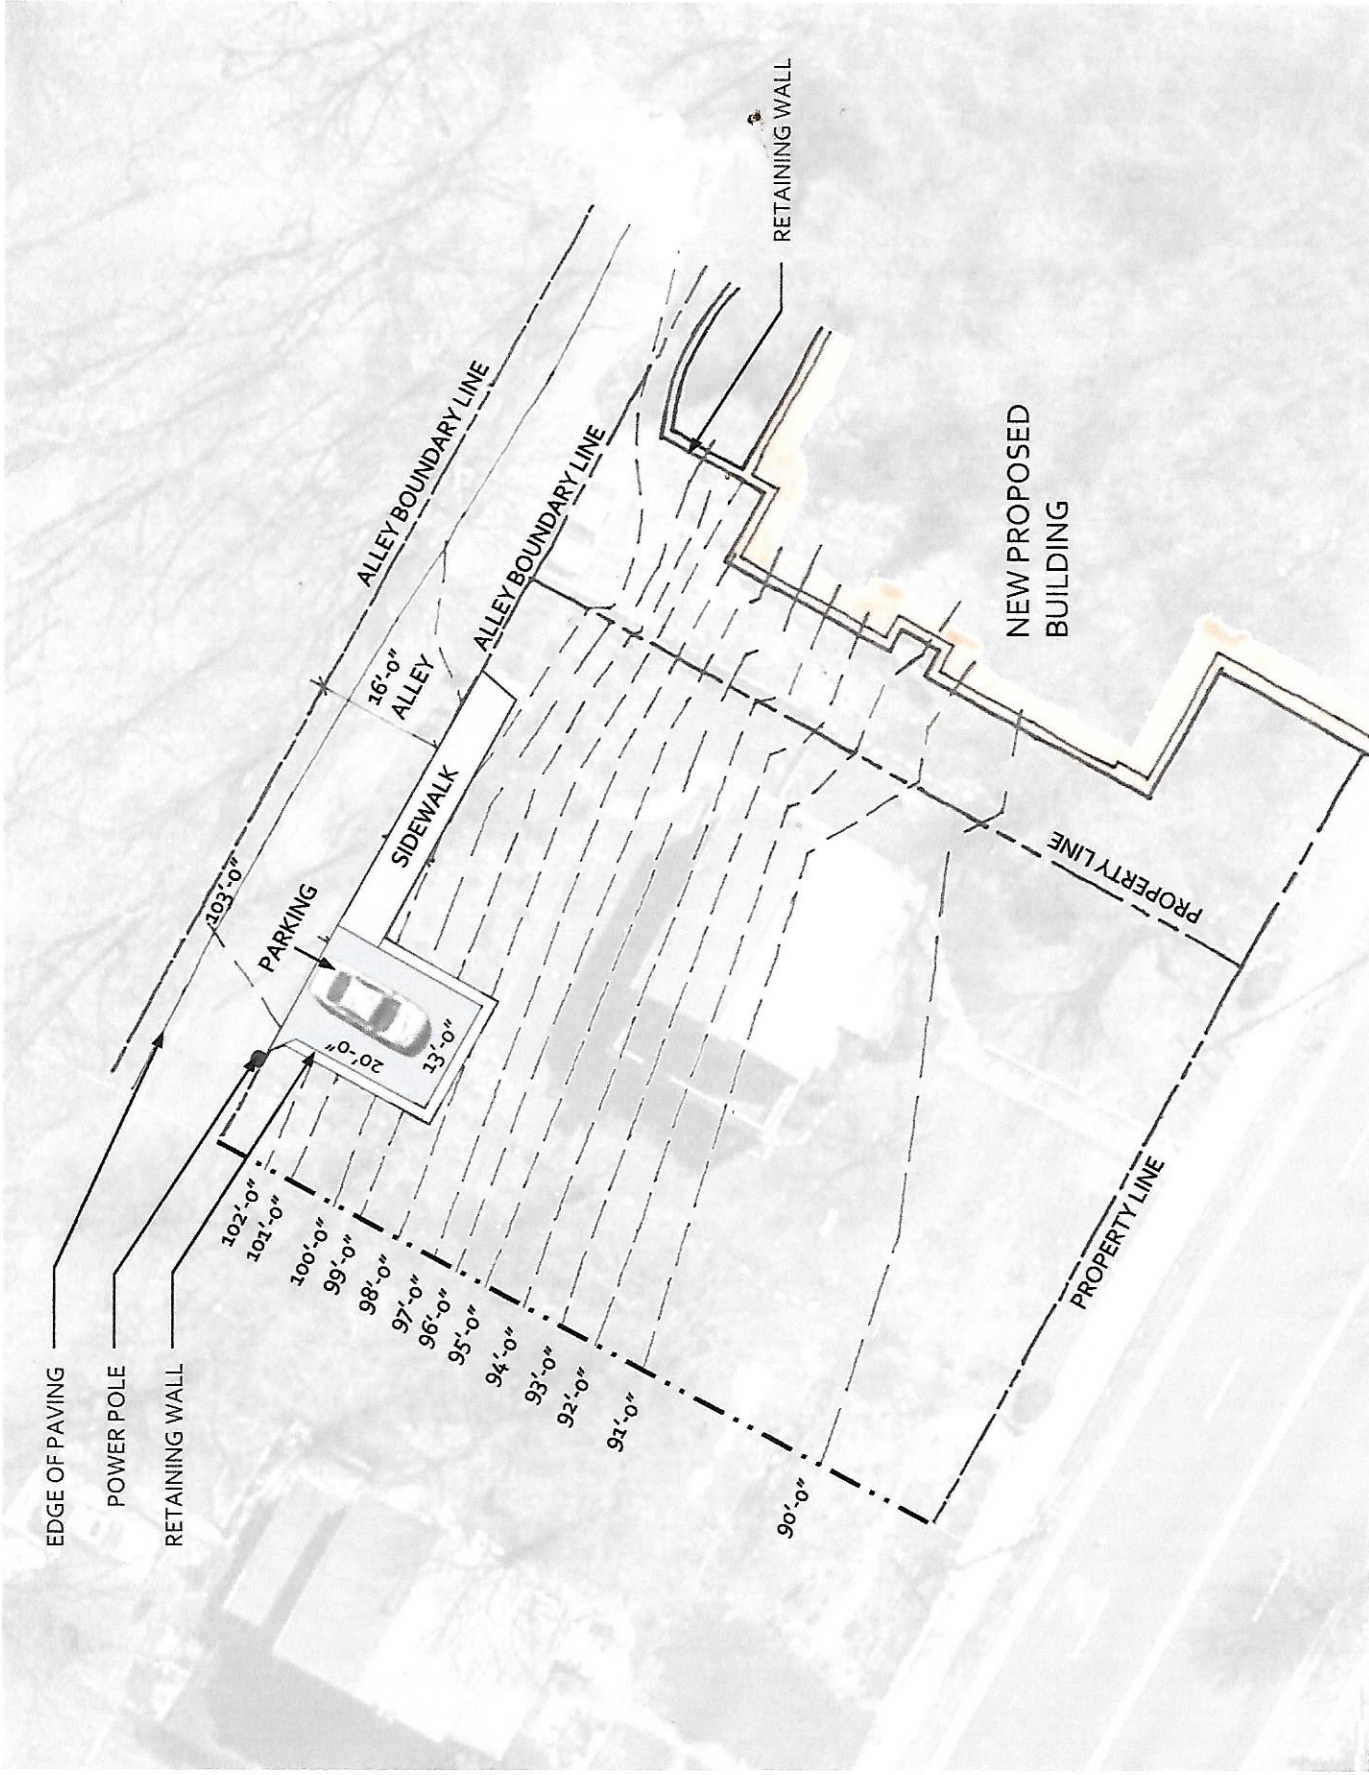 EDGE OF PAVING
POWER POLE
RETAINING WALL
103'-0"
PARKING
20'-0"
13'-0"
SIDEWALK
16'-0"
ALLEY
ALLEY BOUNDARY LINE
ALLEY BOUNDARY LINE
RETAINING WALL
102'-0"
101'-0"
100'-0"
99'-0"
98'-0"
97'-0"
96'-0"
95'-0"
94'-0"
93'-0"
92'-0"
91'-0"
90'-0"
NEW PROPOSED
BUILDING
PROPERTY LINE
PROPERTY LINE